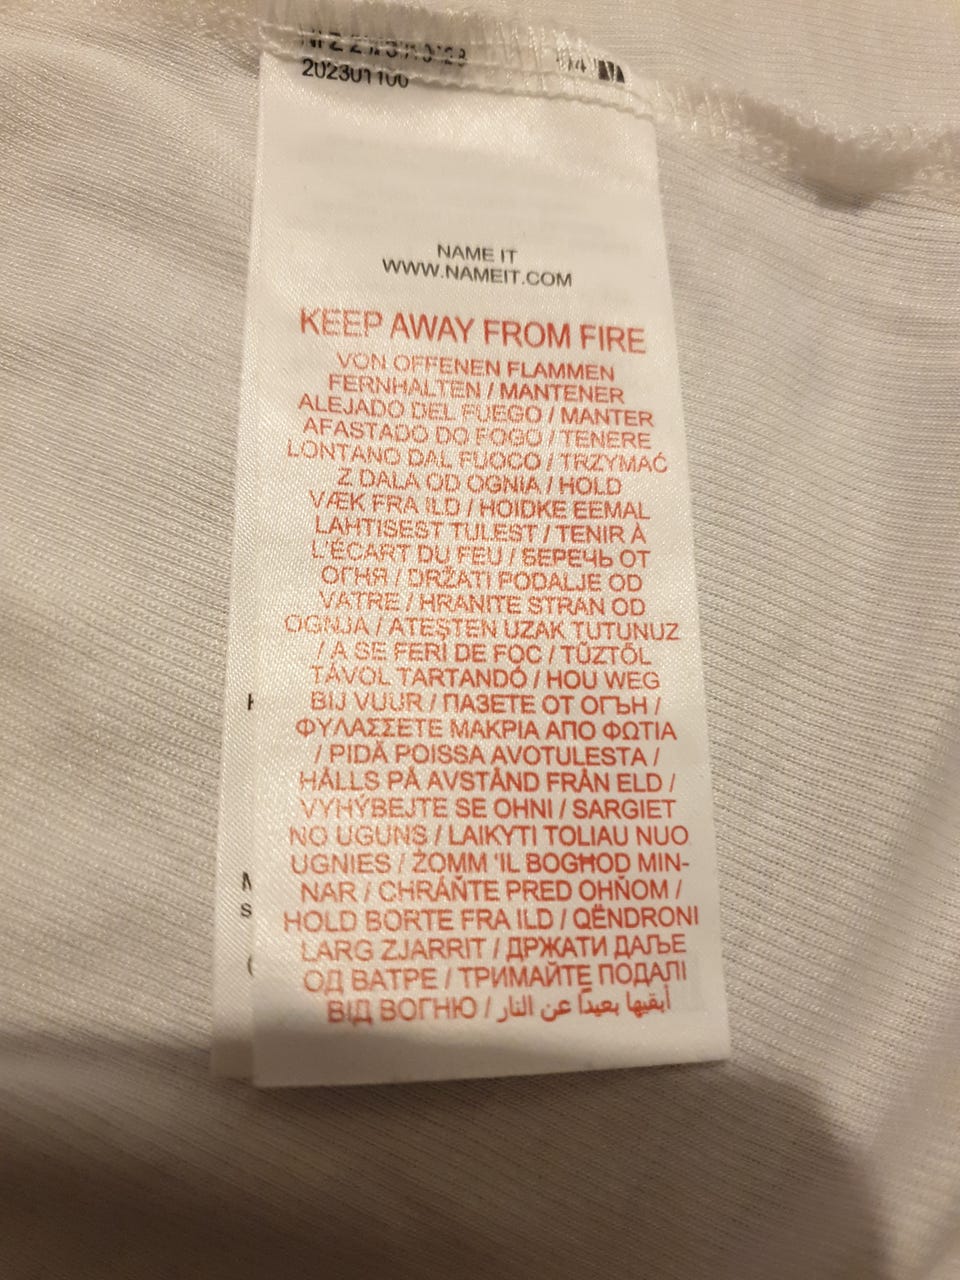 202301100
NAME IT
WWW.NAMEIT.COM
KEEP AWAY FROM FIRE
VON OFFENEN FLAMMEN
FERNHALTEN / MANTENER
ALEJADO DEL FUEGO / MANTER
AFASTADO DO FOGO / TENERE
LONTANO DAL FUOCO / TRZYMAĆ
Z DALA OD OGNIA / HOLD
VÆK FRA ILD / HOIDKE EEMAL
LAHTISEST TULEST / TENIR À
L'ÉCART DU FEU / БЕРЕЧЬ ОТ
ОГНЯ / DRŽATI PODALJE OD
VATRE / HRANITE STRAN OD
OGNJA / ATEŞTEN UZAK TUTUNUZ
/ A SE FERI DE FOC / TŰZTŐL
TÁVOL TARTANDÓ / HOU WEG
BIJ VUUR / ПАЗЕТЕ ОТ ОГЪН /
ΦΥΛΑΣΣΕΤΕ ΜΑΚΡΙΑ ΑΠΟ ΦΩΤΙΑ
/ PIDÄ POISSA AVOTULESTA /
HÅLLS PÅ AVSTÅND FRÅN ELD /
VYHÝBEJTE SE OHNI / SARGIET
NO UGUNS / LAIKYTI TOLIAU NUO
UGNIES / ŻOMM 'IL BOGĦOD MIN-
NAR / CHRÁŇTE PRED OHŇOM /
HOLD BORTE FRA ILD / QËNDRONI
LARG ZJARRIT / ДРЖАТИ ДАЉЕ
ОД ВАТРЕ / ТРИМАЙТЕ ПОДАЛІ
ВІД ВОГНЮ / أبقيها بعيداً عن النار